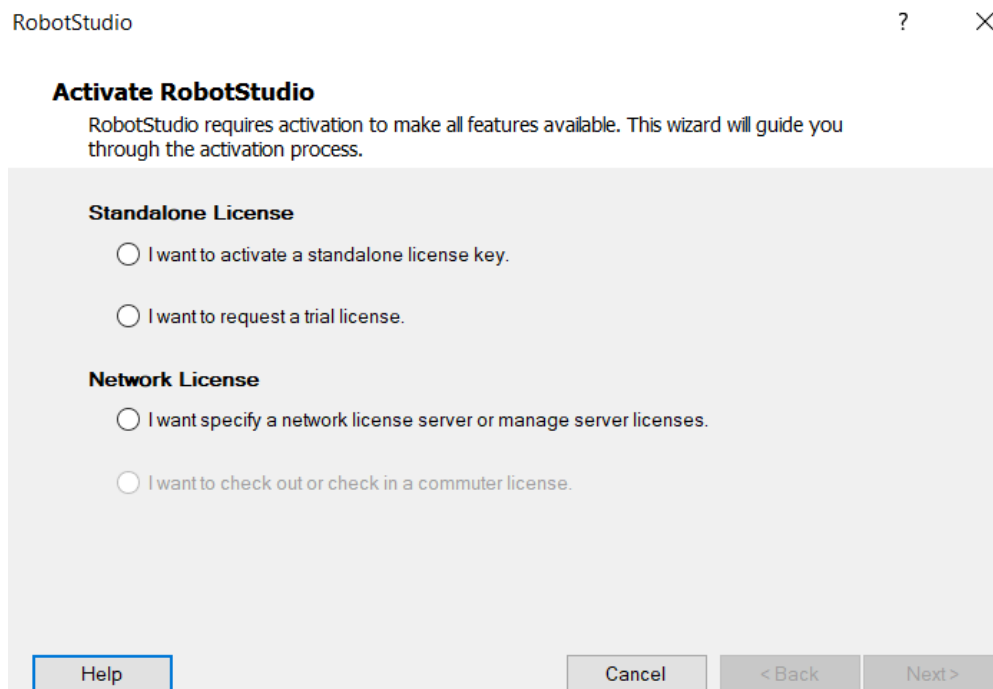 RobotStudio ?
Activate RobotStudio
RobotStudio requires activation to make all features available. This wizard will guide you
through the activation process.
Standalone License
I want to activate a standalone license key.
I want to request a trial license.
Network License
I want specify a network license server or manage server licenses.
I want to check out or check in a commuter license.
Help Cancel < Back Next >